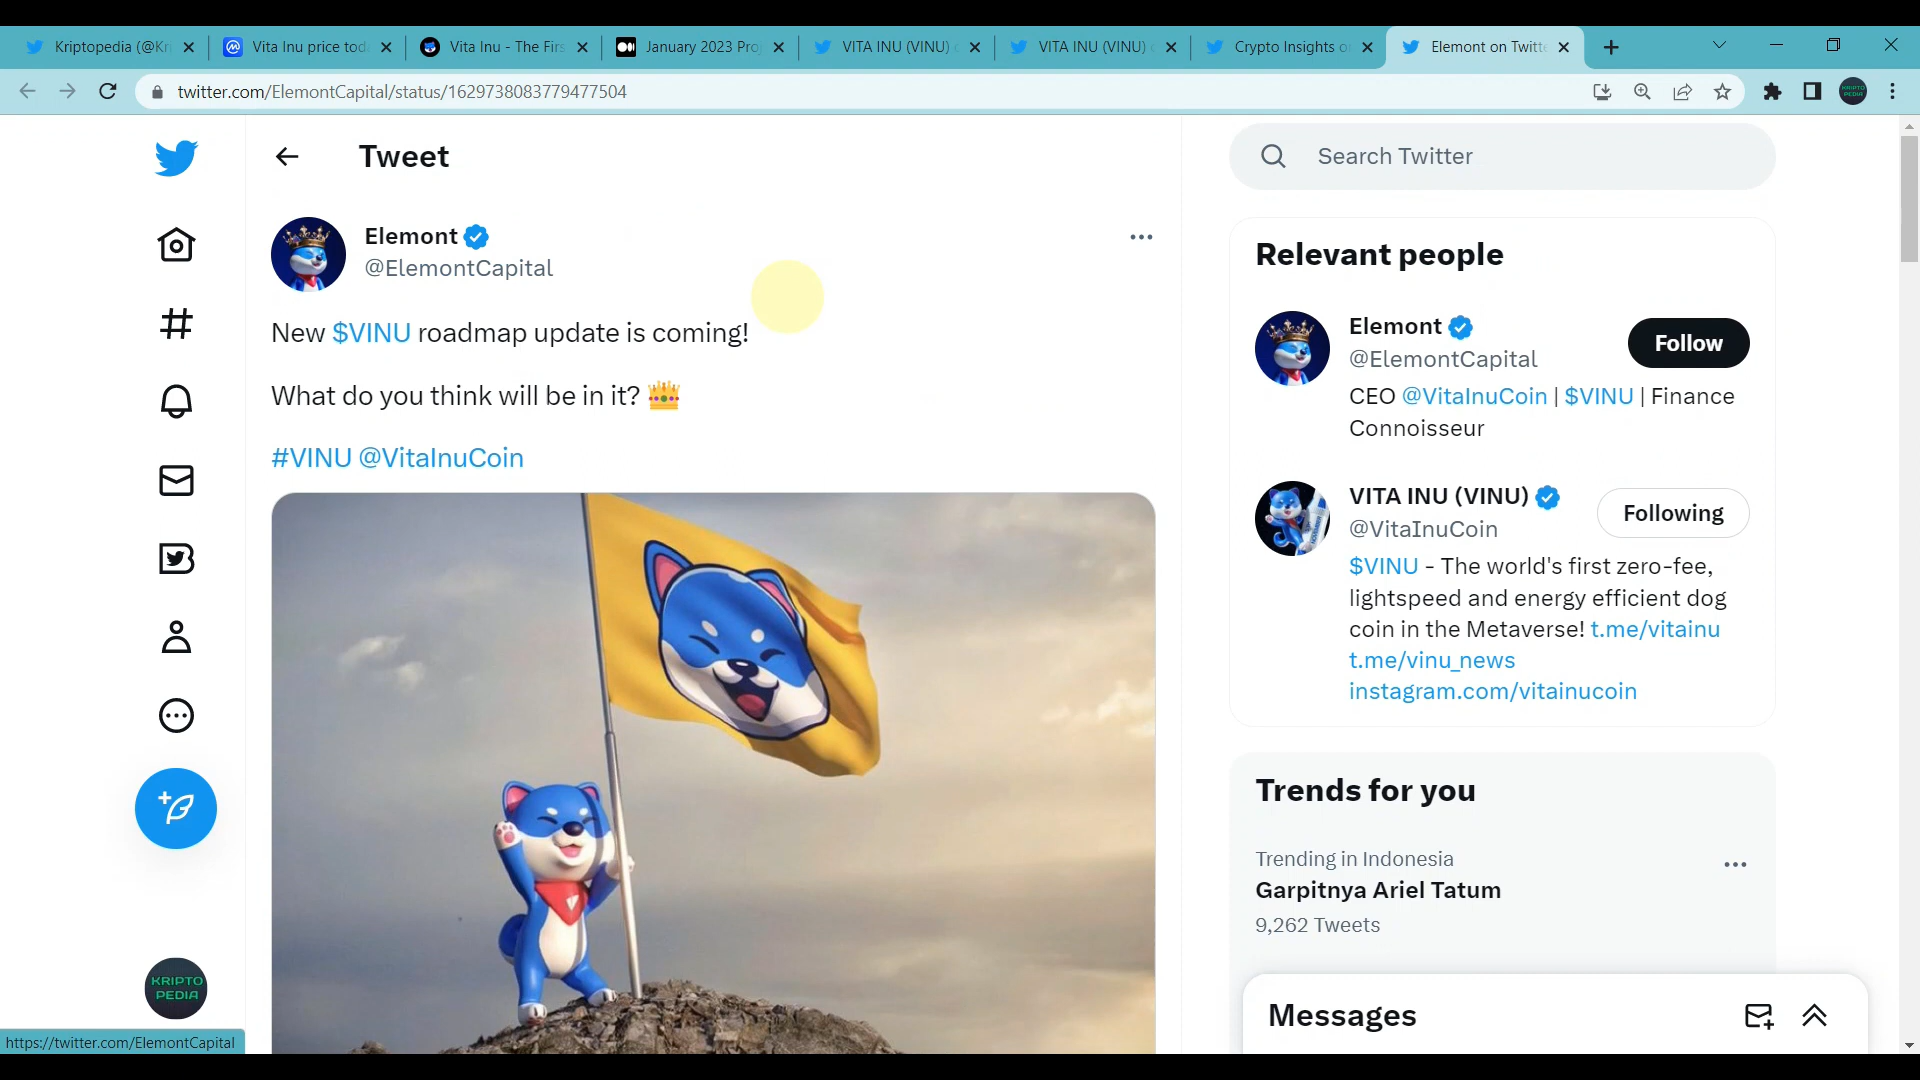 Kriptopedia (@Kri
Vita Inu price toda
Vita Inu - The Firs
January 2023 Proj
VITA INU (VINU) o
VITA INU (VINU) o
Crypto Insights on
Elemont on Twitte
twitter.com/ElemontCapital/status/1629738083779477504
Tweet
Elemont
@ElemontCapital
New $VINU roadmap update is coming!
What do you think will be in it?
#VINU @VitaInuCoin
Search Twitter
Relevant people
Elemont
@ElemontCapital
Follow
CEO @VitaInuCoin | $VINU | Finance
Connoisseur
VITA INU (VINU)
@VitaInuCoin
Following
$VINU - The world's first zero-fee,
lightspeed and energy efficient dog
coin in the Metaverse! t.me/vitainu
t.me/vinu_news
instagram.com/vitainucoin
Trends for you
Trending in Indonesia
Garpitnya Ariel Tatum
9,262 Tweets
Messages
KRIPTO
PEDIA
https://twitter.com/ElemontCapital